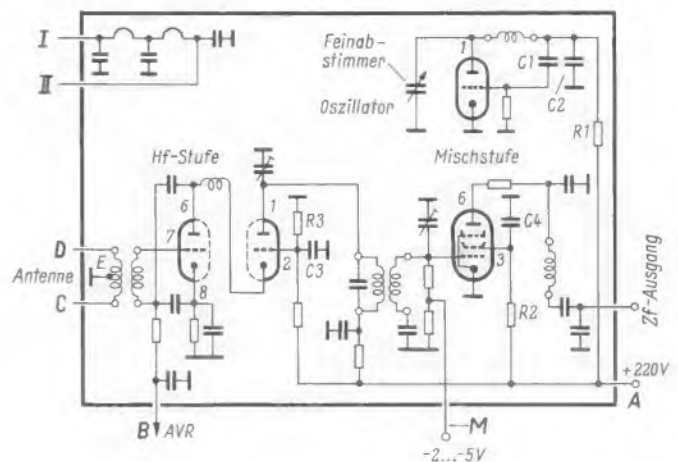 I
II
Feinab-
stimmer
Oszillator
1
C1
C2
R1
Hf-Stufe
Mischstufe
6
7
8
1
2
R3
C3
6
3
C4
R2
D
E
Antenne
C
Zf-Ausgang
+220V
A
B AVR
M
-2...-5V